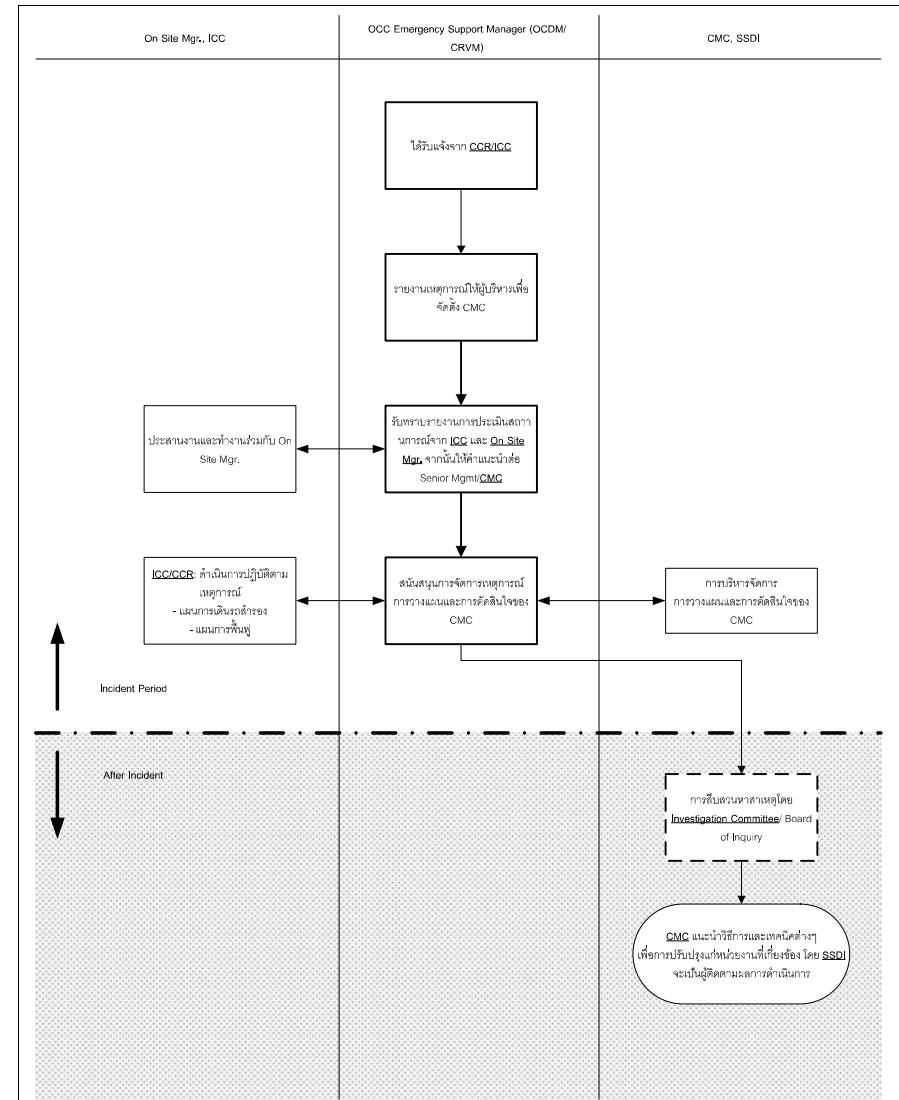 On Site Mgr., ICC
OCC Emergency Support Manager (OCDM/
CRVM)
CMC, SSDI
ได้รับแจ้งจาก CCR/ICC
รายงานเหตุการณ์ให้ผู้บริหารเพื่อ
จัดตั้ง CMC
ประสานงานและทำงานร่วมกับ On
Site Mgr.
รับทราบรายงานการประเมินสถา
นการณ์จาก ICC และ On Site
Mgr. จากนั้นให้คำแนะนำต่อ
Senior Mgmt/CMC
ICC/CCR: ดำเนินการปฏิบัติตาม
เหตุการณ์
- แผนการเดินรถสำรอง
- แผนการฟื้นฟู
สนันสนุนการจัดการเหตุการณ์
การวางแผนและการตัดสินใจของ
CMC
การบริหารจัดการ
การวางแผนและการตัดสินใจของ
CMC
Incident Period
After Incident
การสืบสวนหาสาเหตุโดย
Investigation Committee/ Board
of Inquiry
CMC แนะนำวิธีการและเทคนิคต่างๆ
เพื่อการปรับปรุงแก่หน่วยงานที่เกี่ยงข้อง โดย SSDI
จะเป็นผู้ติดตามผลการดำเนินการ